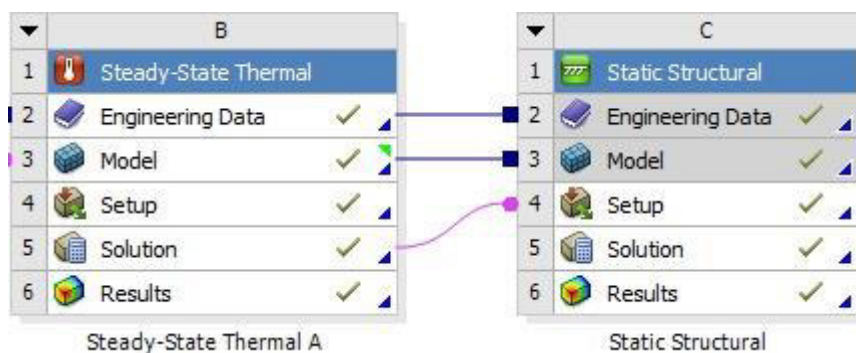 B
1 Steady-State Thermal
2 Engineering Data
3 Model
4 Setup
5 Solution
6 Results
Steady-State Thermal A
C
1 Static Structural
2 Engineering Data
3 Model
4 Setup
5 Solution
6 Results
Static Structural